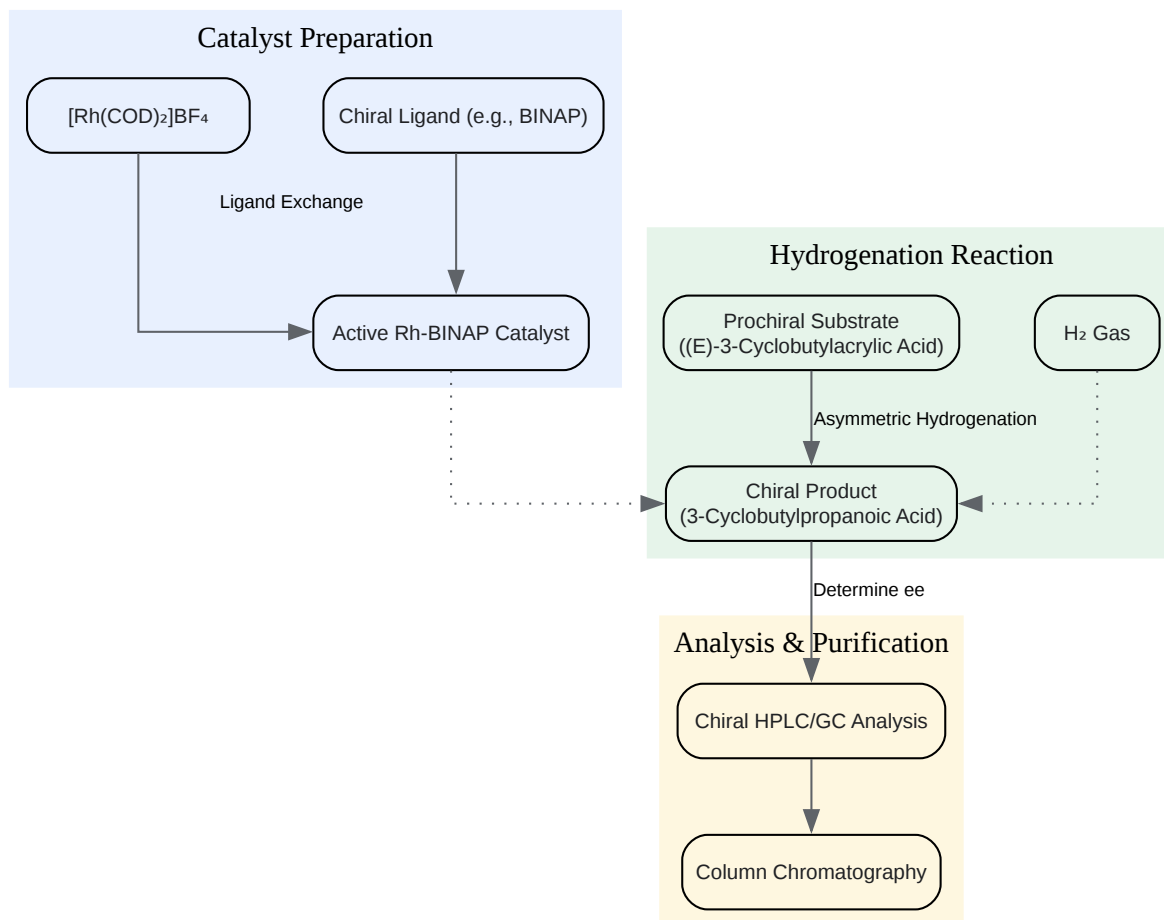 Catalyst Preparation
[Rh(COD)₂]BF₄
Chiral Ligand (e.g., BINAP)
Ligand Exchange
Active Rh-BINAP Catalyst
Hydrogenation Reaction
Prochiral Substrate
((E)-3-Cyclobutylacrylic Acid)
H₂ Gas
Asymmetric Hydrogenation
Chiral Product
(3-Cyclobutylpropanoic Acid)
Determine ee
Analysis & Purification
Chiral HPLC/GC Analysis
Column Chromatography